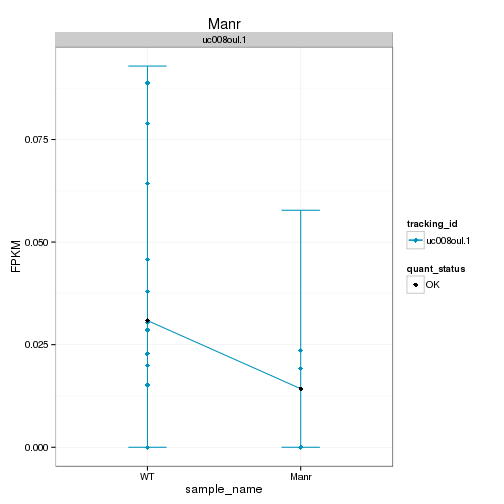 Manr
uc008oul.1
0.075
0.050
0.025
0.000
FPKM
WT
Manr
sample_name
tracking_id
uc008oul.1
quant_status
OK